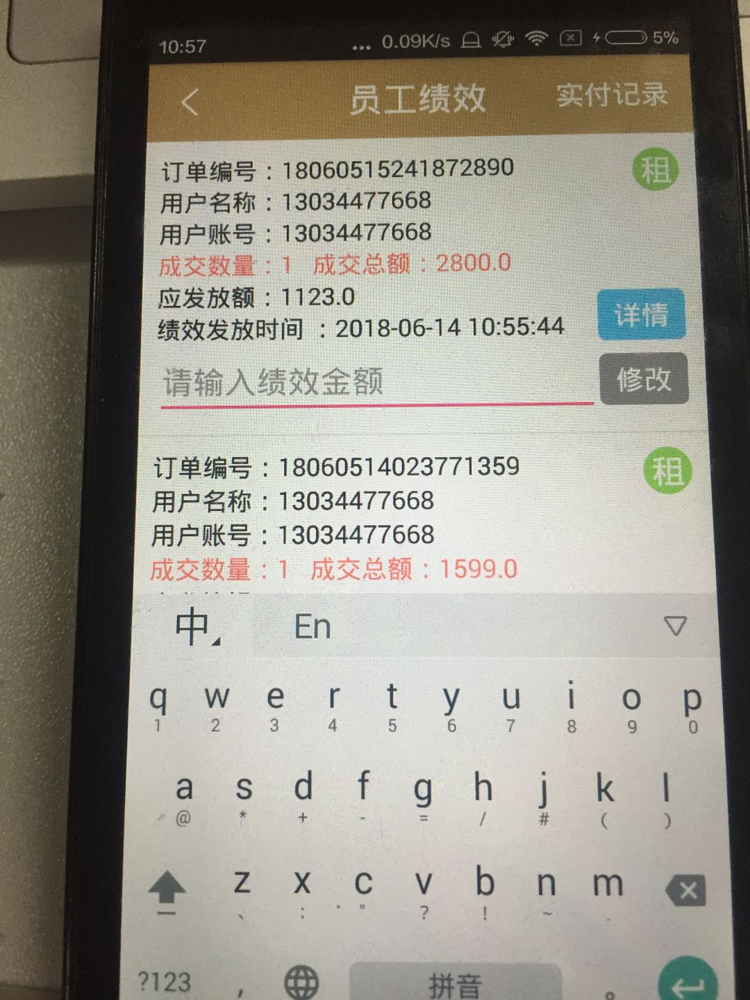 10:57 ... 0.09K/s 5%
员工绩效 实付记录
订单编号：18060515241872890 租
用户名称：13034477668
用户账号：13034477668
成交数量：1 成交总额：2800.0
应发放额：1123.0
绩效发放时间 ：2018-06-14 10:55:44 详情
请输入绩效金额 修改
订单编号：18060514023771359 租
用户名称：13034477668
用户账号：13034477668
成交数量：1 成交总额：1599.0
中 En
q w e r t y u i o p
1 2 3 4 5 6 7 8 9 0
a s d f g h j k l
@ * + - = / # ( )
z x c v b n m
、 : " ? ! ~ .
?123 , 拼音 。